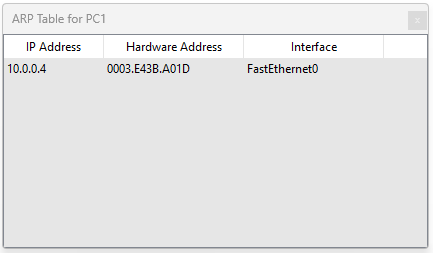 ARP Table for PC1
IP Address Hardware Address Interface
10.0.0.4 0003.E43B.A01D FastEthernet0